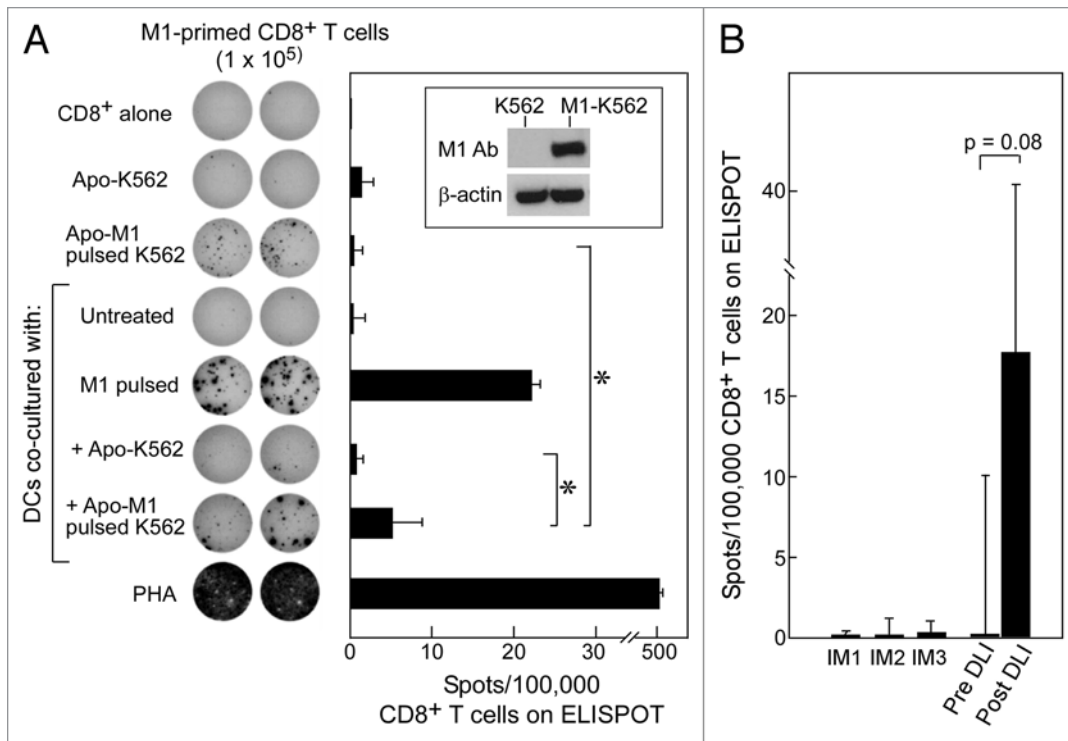 A
M1-primed CD8+ T cells
(1 x 10⁵)
CD8+ alone
Apo-K562
Apo-M1
pulsed K562
DCs co-cultured with:
Untreated
M1 pulsed
+ Apo-K562
+ Apo-M1
pulsed K562
PHA
K562 M1-K562
M1 Ab
β-actin
*
*
0 10 20 30 500
Spots/100,000
CD8+ T cells on ELISPOT
B
Spots/100,000 CD8+ T cells on ELISPOT
p = 0.08
40
20
15
10
5
0
IM1 IM2 IM3 Pre DLI Post DLI